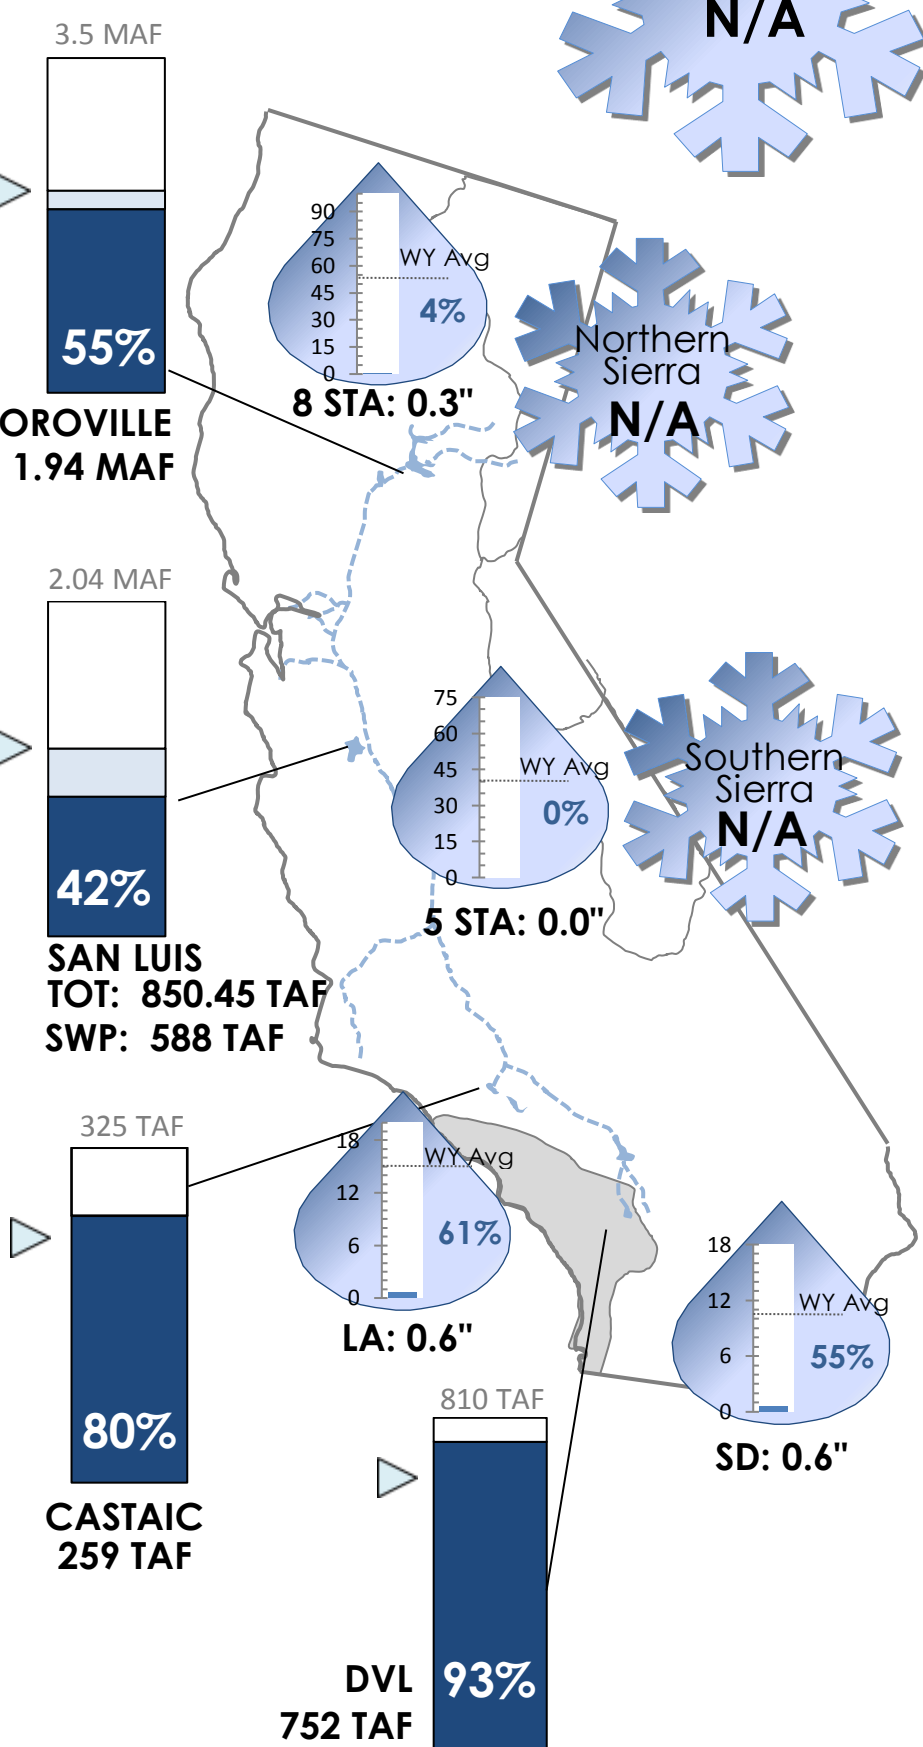 N/A
3.5 MAF
90
75
60
45
30
15
0
WY Avg
4%
8 STA: 0.3"
55%
OROVILLE
1.94 MAF
Northern
Sierra
N/A
2.04 MAF
42%
SAN LUIS
TOT: 850.45 TAF
SWP: 588 TAF
75
60
45
30
15
0
WY Avg
0%
5 STA: 0.0"
Southern
Sierra
N/A
325 TAF
80%
CASTAIC
259 TAF
18
12
6
0
WY Avg
61%
LA: 0.6"
18
12
6
0
WY Avg
55%
SD: 0.6"
810 TAF
93%
DVL
752 TAF